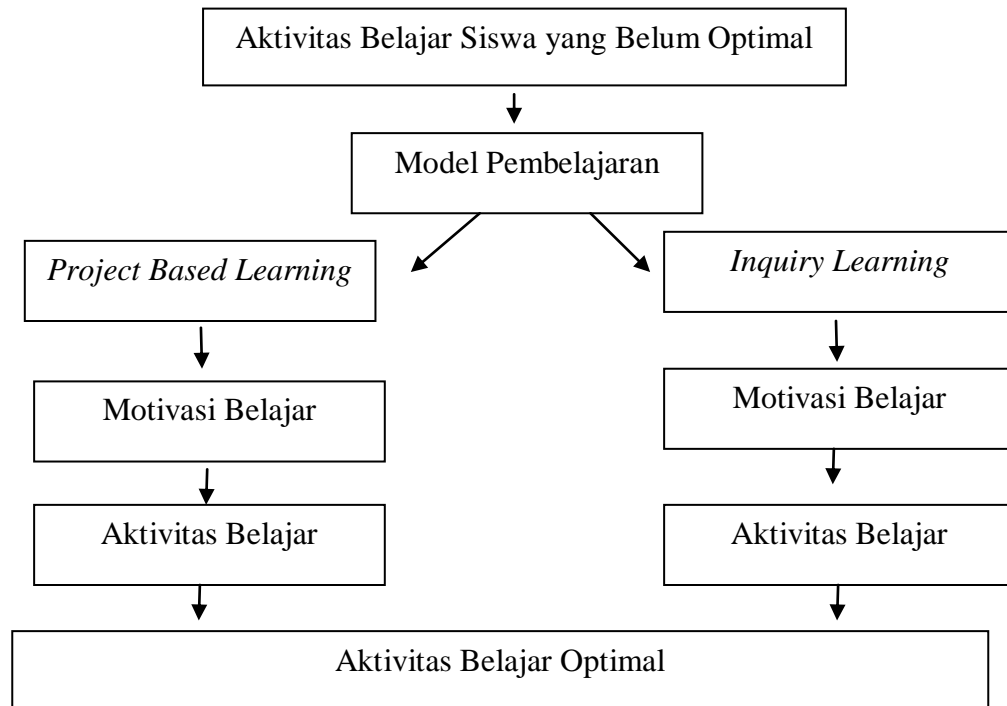 Aktivitas Belajar Siswa yang Belum Optimal
Model Pembelajaran
Project Based Learning
Inquiry Learning
Motivasi Belajar
Motivasi Belajar
Aktivitas Belajar
Aktivitas Belajar
Aktivitas Belajar Optimal